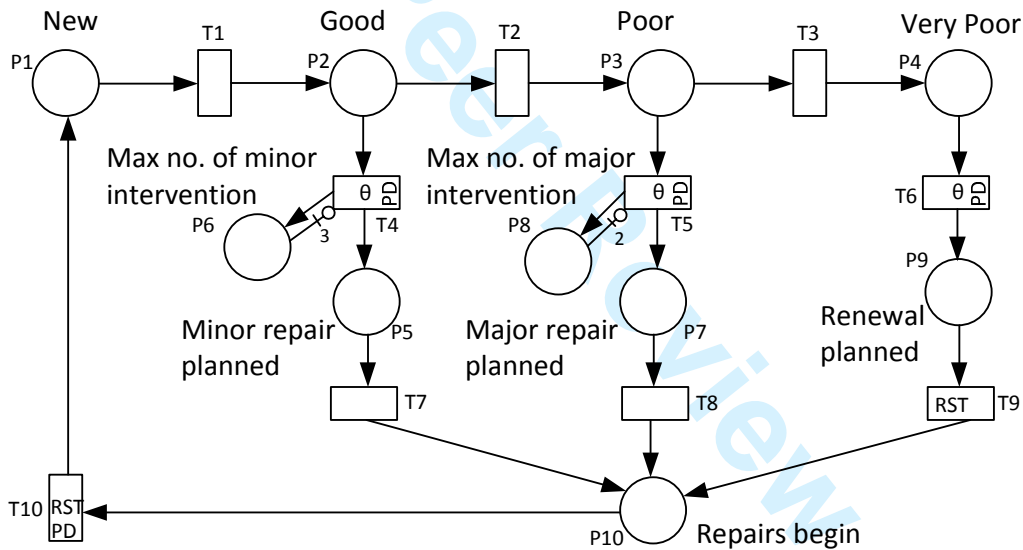 New
Good
Poor
Very Poor
P1
T1
P2
T2
P3
T3
P4
Max no. of minor
intervention
Max no. of major
intervention
θ
PD
θ
PD
θ
PD
P6
3
T4
P8
2
T5
T6
P9
Minor repair
planned
P5
Major repair
planned
P7
Renewal
planned
T7
T8
RST
T9
T10
RST
PD
P10
Repairs begin
Peer Review